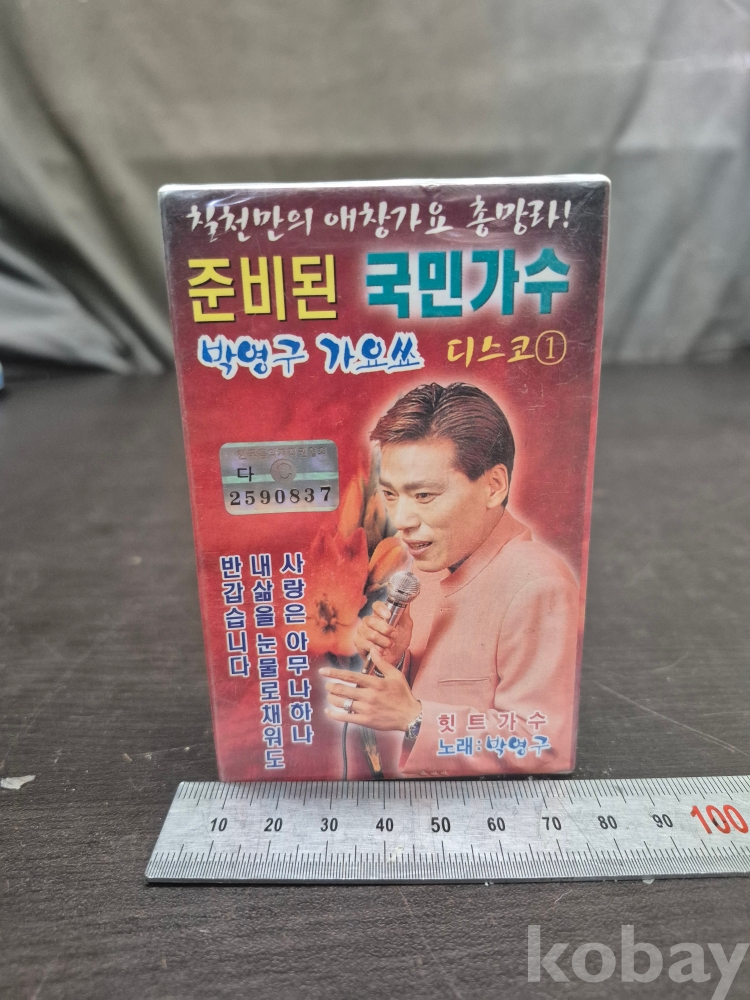 칠천만의 애창가요 총망라!
준비된 국민가수
박영구 가요쑈 디스코①
다
2590837
사랑은 아무나하나
내삶을 눈물로채워도
반갑습니다
힛트가수
노래:박영구
10 20 30 40 50 60 70 80 90 100
kobay